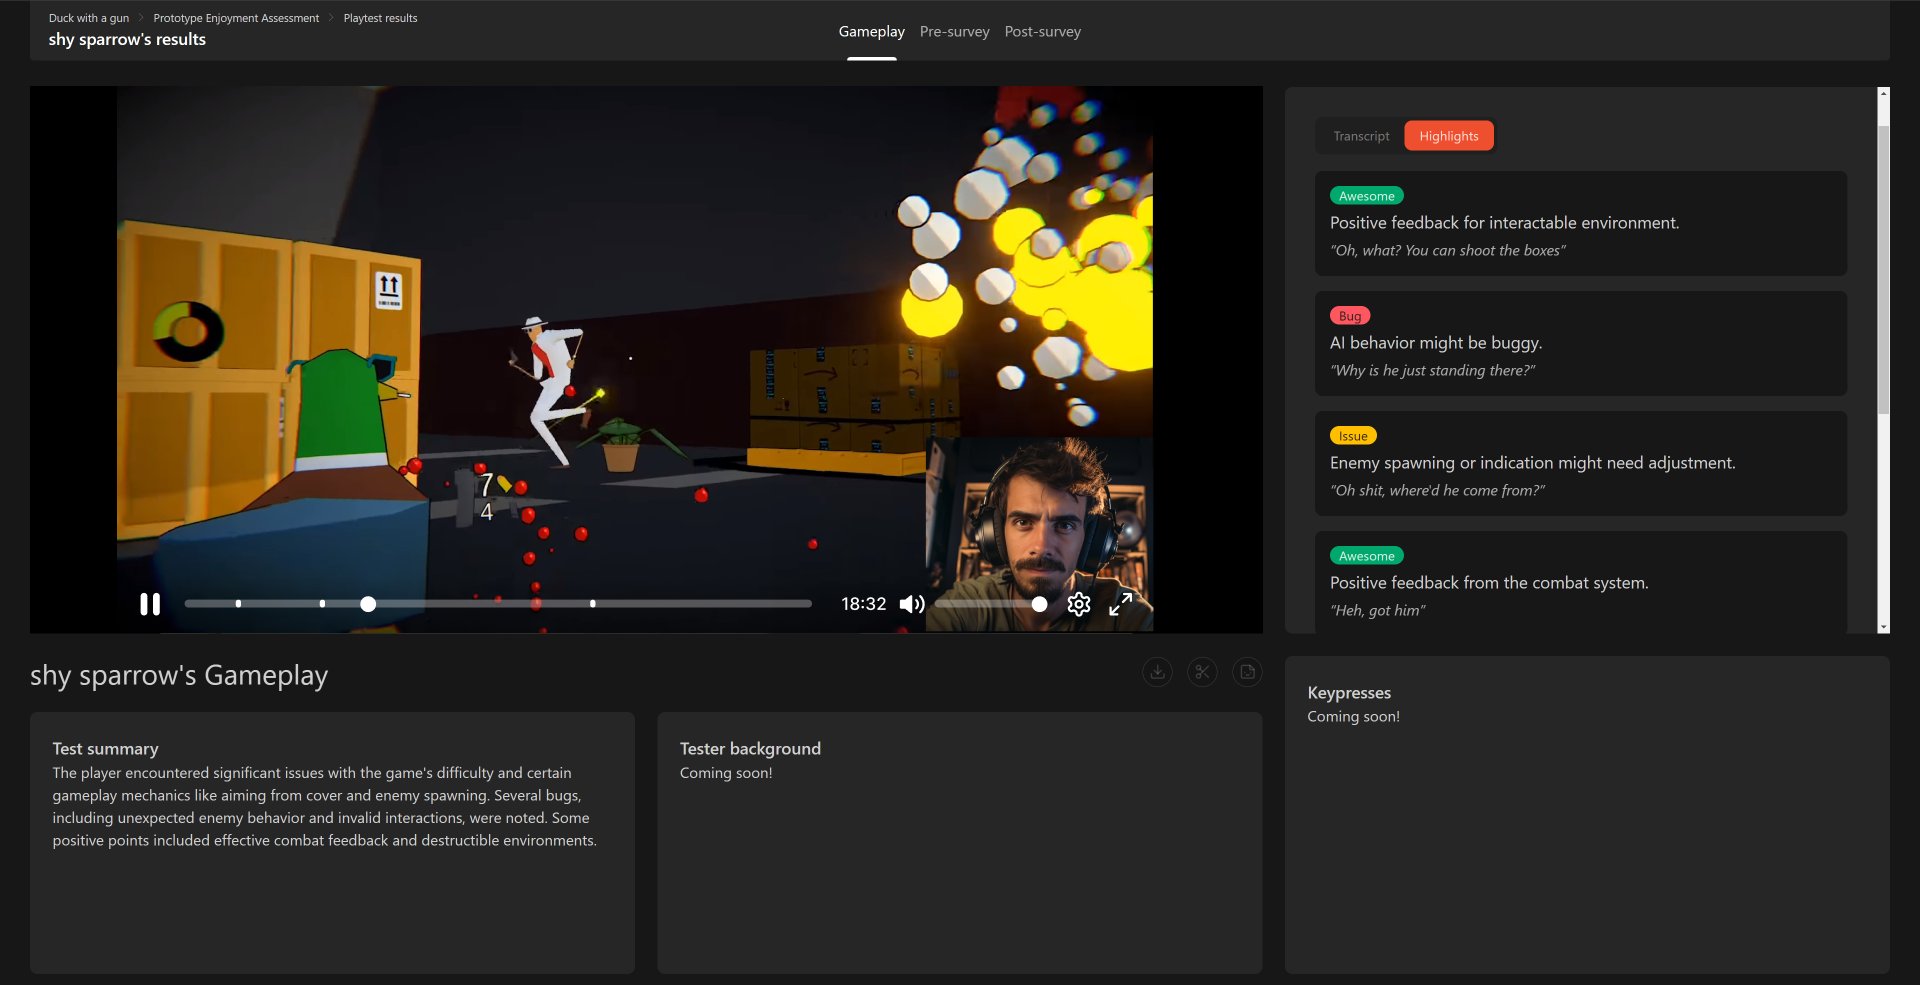 Duck with a gun > Prototype Enjoyment Assessment > Playtest results
shy sparrow's results
Gameplay Pre-survey Post-survey
7
4
18:32
Transcript Highlights
Awesome
Positive feedback for interactable environment.
“Oh, what? You can shoot the boxes”
Bug
AI behavior might be buggy.
“Why is he just standing there?”
Issue
Enemy spawning or indication might need adjustment.
“Oh shit, where'd he come from?”
Awesome
Positive feedback from the combat system.
“Heh, got him”
shy sparrow's Gameplay
Test summary
The player encountered significant issues with the game's difficulty and certain
gameplay mechanics like aiming from cover and enemy spawning. Several bugs,
including unexpected enemy behavior and invalid interactions, were noted. Some
positive points included effective combat feedback and destructible environments.
Tester background
Coming soon!
Keypresses
Coming soon!